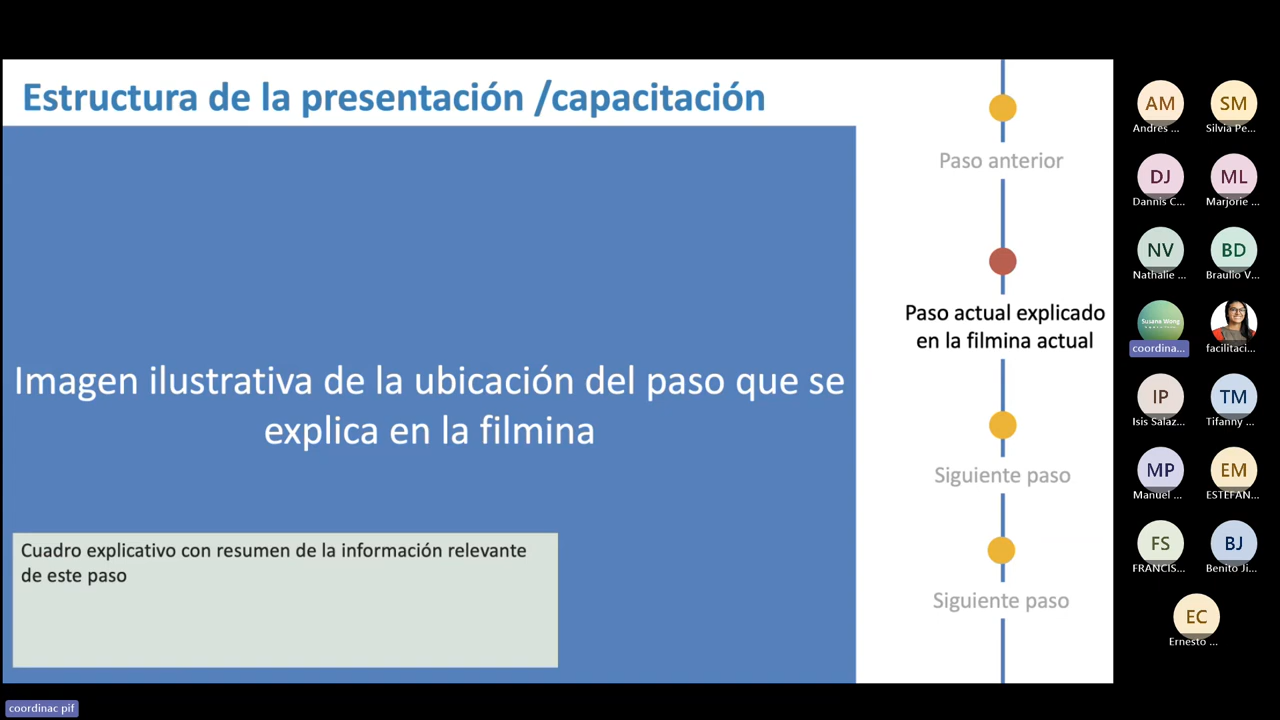 Estructura de la presentación /capacitación
Paso anterior
Paso actual explicado
en la filmina actual
Siguiente paso
Siguiente paso
Imagen ilustrativa de la ubicación del paso que se
explica en la filmina
Cuadro explicativo con resumen de la información relevante
de este paso
AM
Andres ...
SM
Silvia Pe...
DJ
Dannis C...
ML
Marjorie ...
NV
Nathalie ...
BD
Braulio V...
Susana Wong
coordina...
facilitaci...
IP
Isis Salaz...
TM
Tifanny ...
MP
Manuel ...
EM
ESTEFAN...
FS
FRANCIS...
BJ
Benito Ji...
EC
Ernesto ...
coordinac pif